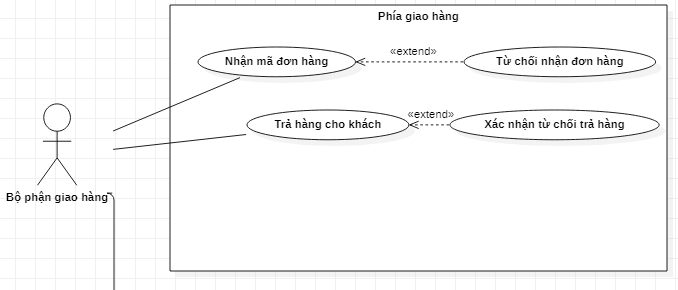 Phía giao hàng
«extend»
Nhận mã đơn hàng
Từ chối nhận đơn hàng
«extend»
Trả hàng cho khách
Xác nhận từ chối trả hàng
Bộ phận giao hàng